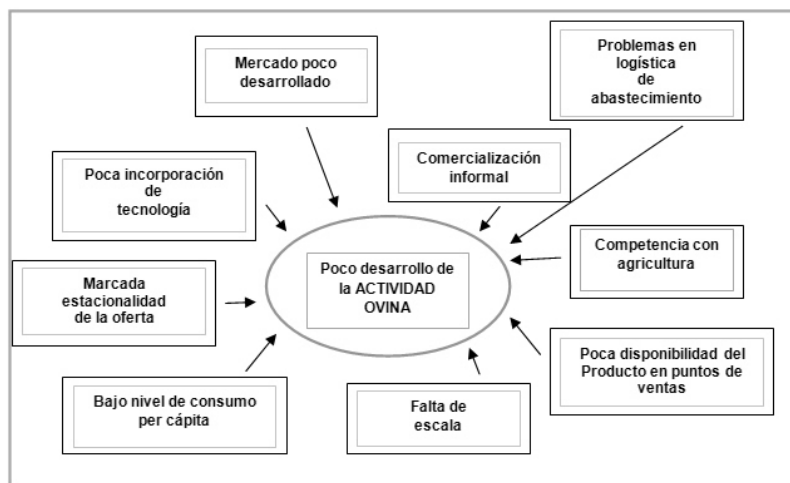 Mercado poco
desarrollado
Problemas en
logística
de
abastecimiento
Comercialización
informal
Poca incorporación
de
tecnología
Competencia con
agricultura
Poco desarrollo de
la ACTIVIDAD
OVINA
Marcada
estacionalidad
de la oferta
Poca disponibilidad del
Producto en puntos de
ventas
Bajo nivel de consumo
per cápita
Falta de
escala